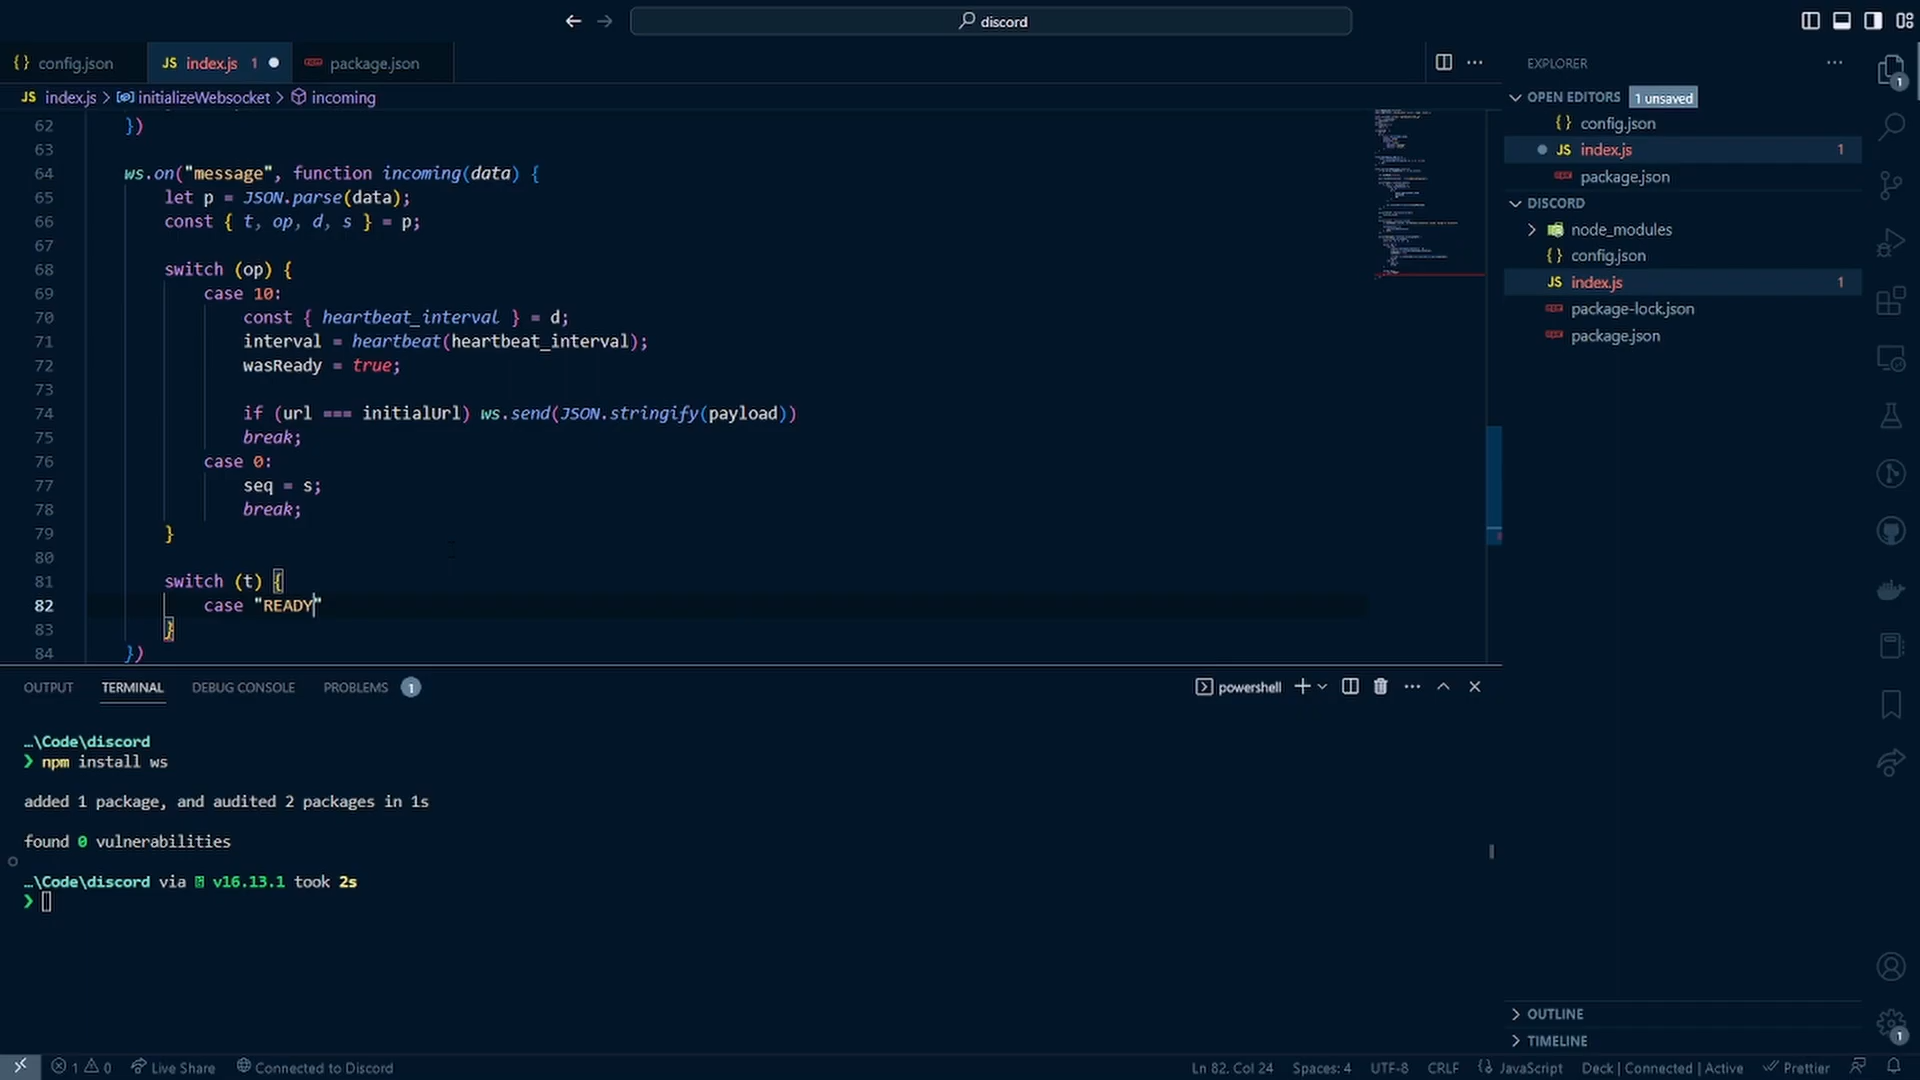 discord
config.json
JS index.js 1
package.json
JS index.js > initializeWebsocket > incoming
62 })
63
64 ws.on("message", function incoming(data) {
65 let p = JSON.parse(data);
66 const { t, op, d, s } = p;
67
68 switch (op) {
69 case 10:
70 const { heartbeat_interval } = d;
71 interval = heartbeat(heartbeat_interval);
72 wasReady = true;
73
74 if (url === initialUrl) ws.send(JSON.stringify(payload))
75 break;
76 case 0:
77 seq = s;
78 break;
79 }
80
81 switch (t) {
82 case "READY"
83 }
84 })
OUTPUT TERMINAL DEBUG CONSOLE PROBLEMS 1
powershell
…\Code\discord
❯ npm install ws
added 1 package, and audited 2 packages in 1s
found 0 vulnerabilities
…\Code\discord via v16.13.1 took 2s
❯
EXPLORER
OPEN EDITORS 1 unsaved
{} config.json
JS index.js 1
package.json
DISCORD
node_modules
{} config.json
JS index.js 1
package-lock.json
package.json
OUTLINE
TIMELINE
1
1
1 0 Live Share Connected to Discord
Ln 82, Col 24 Spaces: 4 UTF-8 CRLF {} JavaScript Deck | Connected | Active Prettier